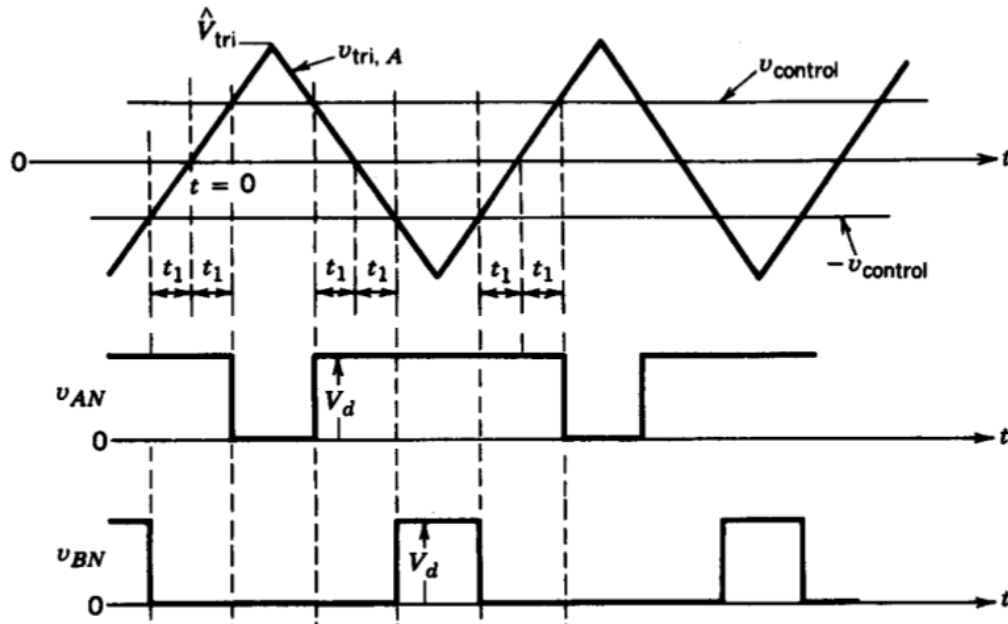 V̂tri
vtri, A
vcontrol
0
t
t = 0
t1 t1 t1 t1 t1 t1
−vcontrol
vAN
Vd
0
t
vBN
Vd
0
t